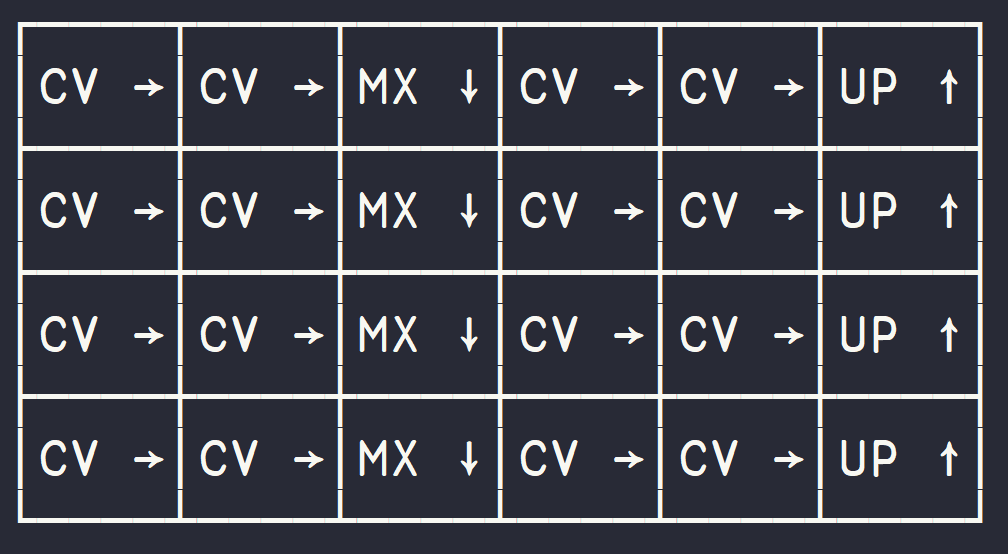 CV → CV → MX ↓ CV → CV → UP ↑
CV → CV → MX ↓ CV → CV → UP ↑
CV → CV → MX ↓ CV → CV → UP ↑
CV → CV → MX ↓ CV → CV → UP ↑